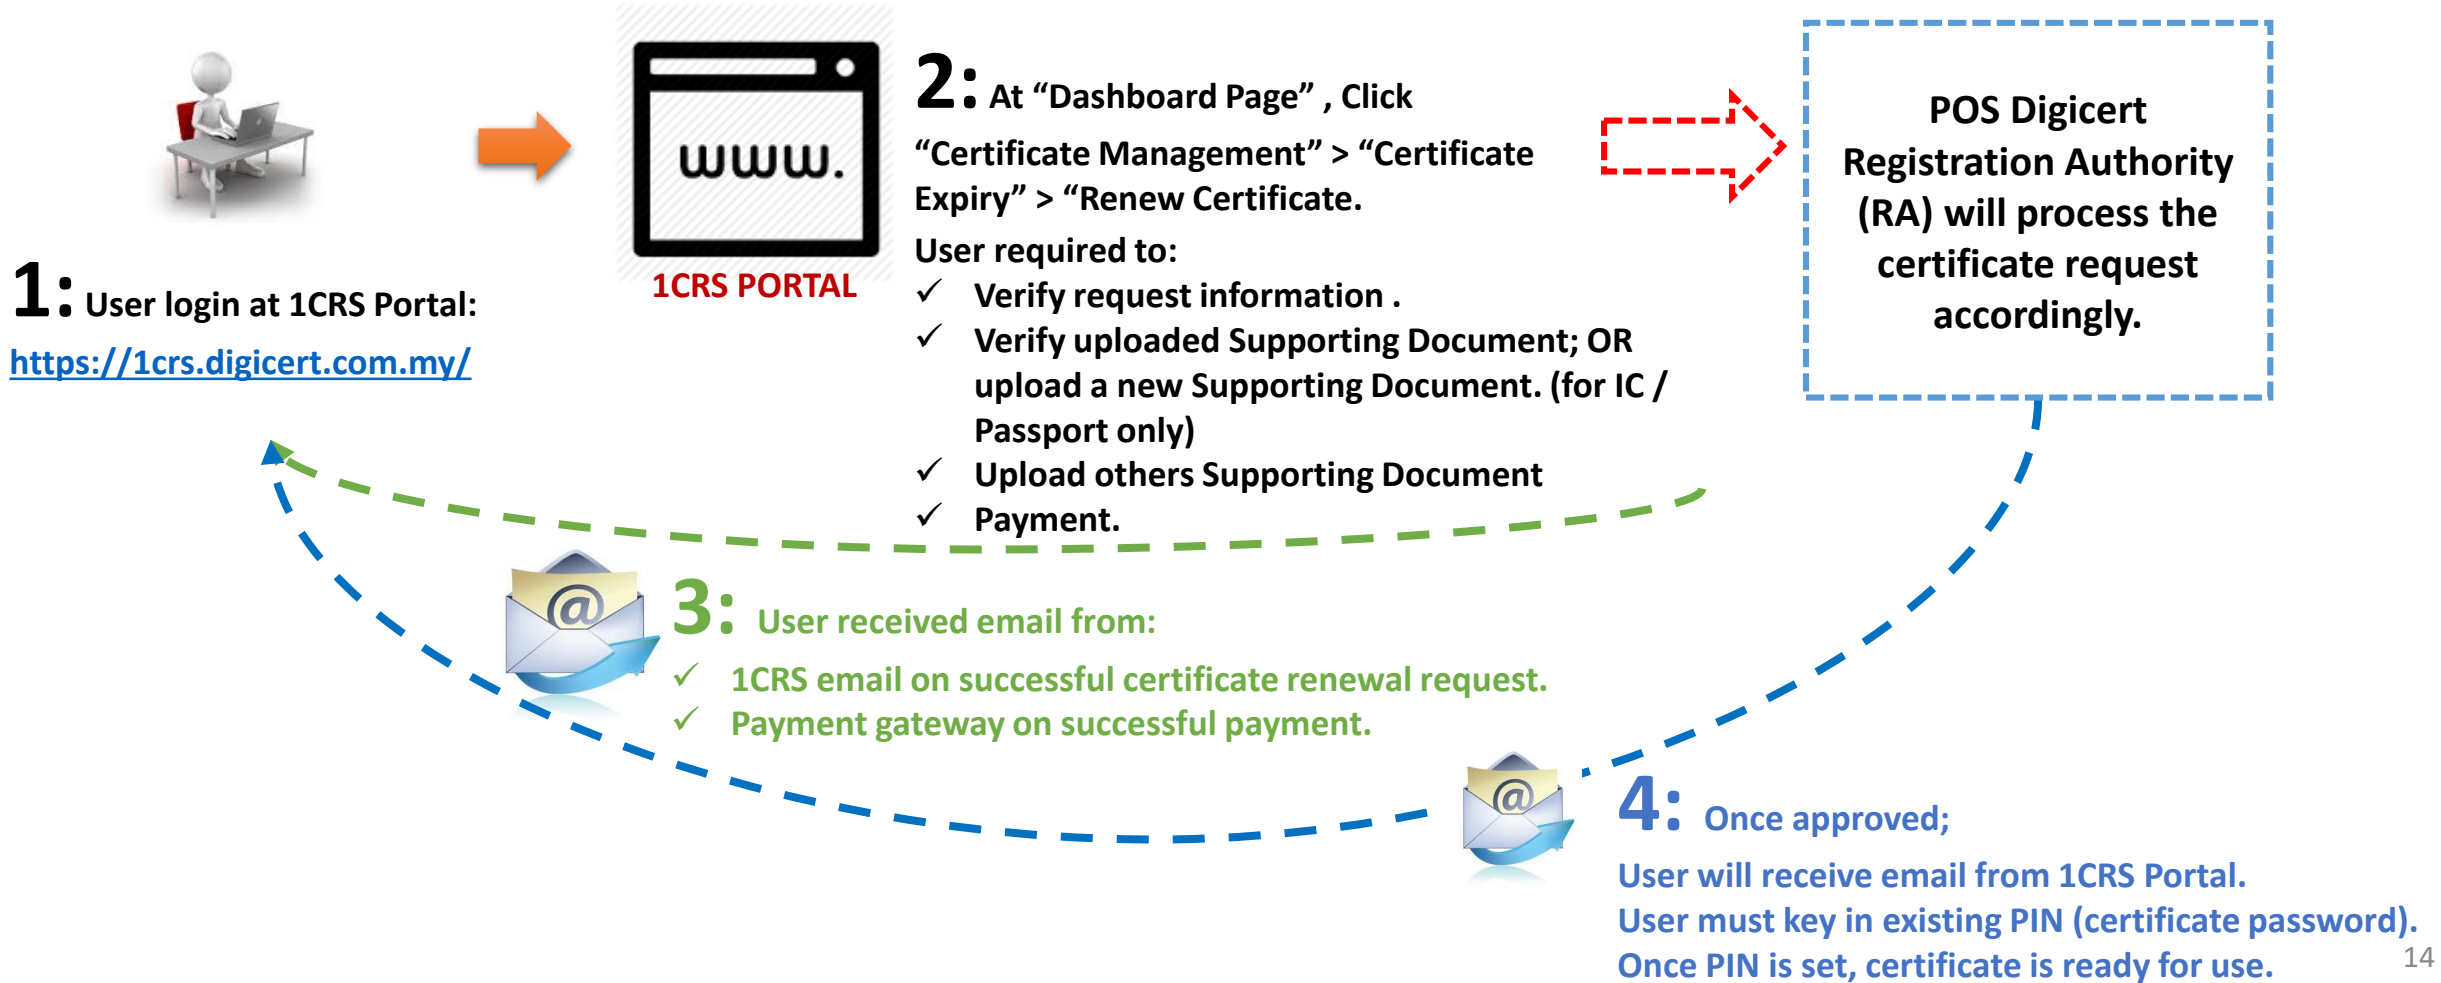 1: User login at 1CRS Portal:
https://1crs.digicert.com.my/
www.
1CRS PORTAL
2: At “Dashboard Page” , Click
“Certificate Management” > “Certificate
Expiry” > “Renew Certificate.
User required to:
✓ Verify request information .
✓ Verify uploaded Supporting Document; OR
upload a new Supporting Document. (for IC /
Passport only)
✓ Upload others Supporting Document
✓ Payment.
POS Digicert
Registration Authority
(RA) will process the
certificate request
accordingly.
@
3: User received email from:
✓ 1CRS email on successful certificate renewal request.
✓ Payment gateway on successful payment.
@
4: Once approved;
User will receive email from 1CRS Portal.
User must key in existing PIN (certificate password).
Once PIN is set, certificate is ready for use.
14